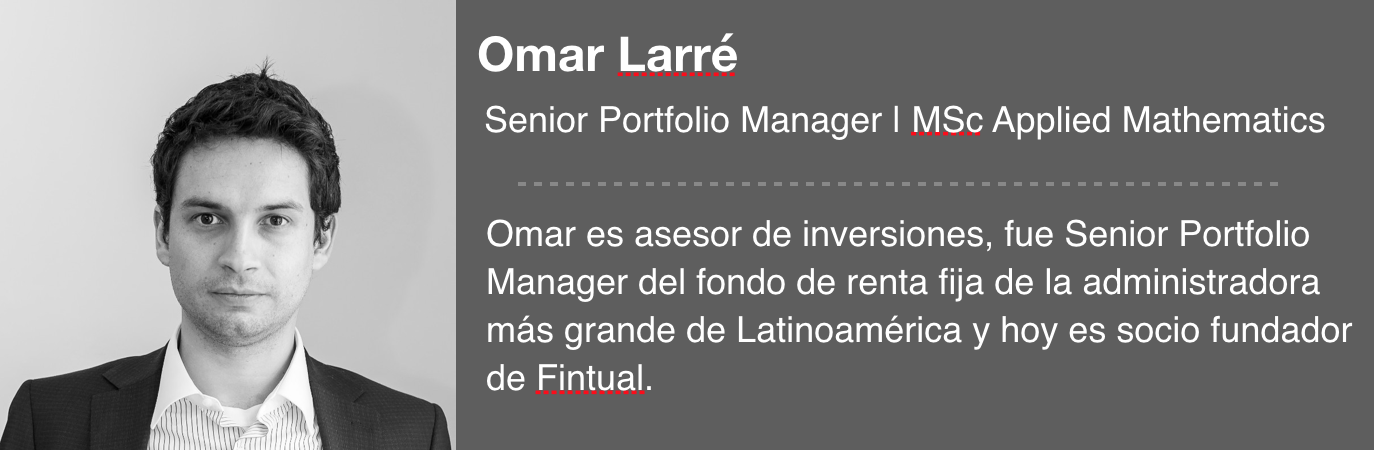 Omar Larré
Senior Portfolio Manager | MSc Applied Mathematics
Omar es asesor de inversiones, fue Senior Portfolio
Manager del fondo de renta fija de la administradora
más grande de Latinoamérica y hoy es socio fundador
de Fintual.